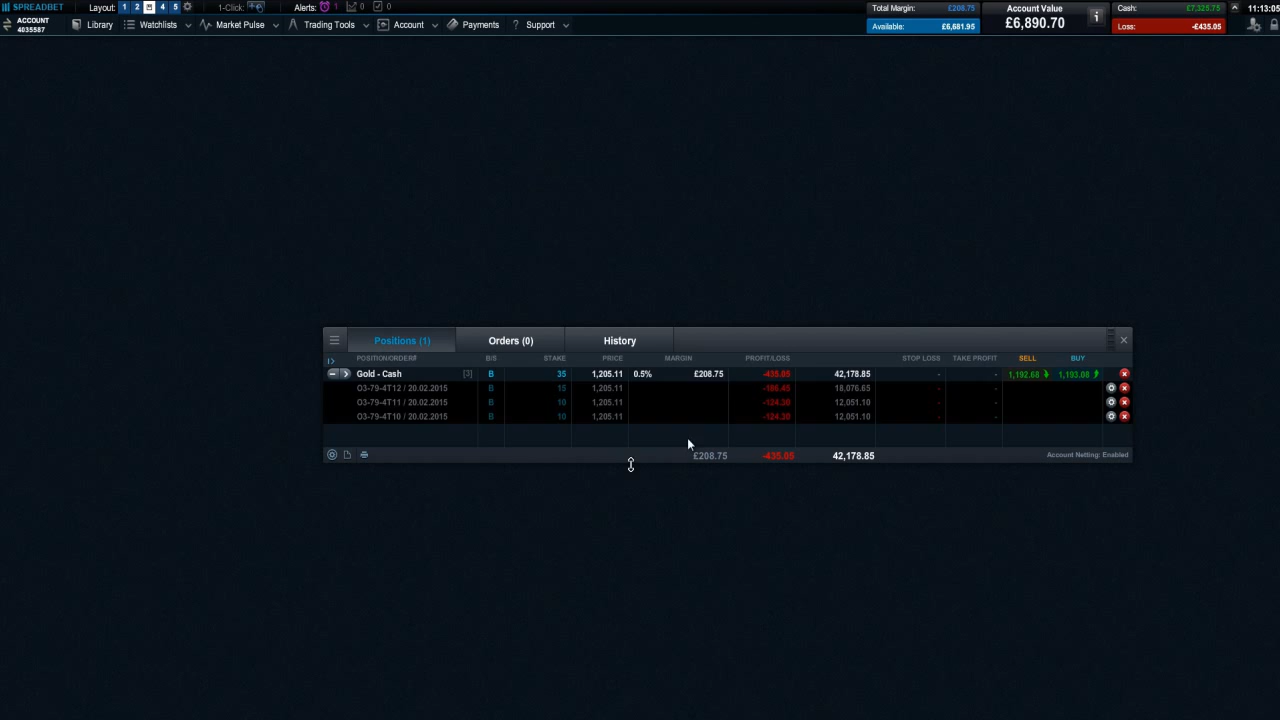 SPREADBET Layout: 1 2 4 5 1-Click: Alerts: 1 0 0 Total Margin: £208.75 Account Value Cash: £7,325.75 11:13:05
ACCOUNT 4035587 Library Watchlists Market Pulse Trading Tools Account Payments Support Available: £6,681.95 £6,890.70 Loss: -£435.05
Positions (1) Orders (0) History
POSITION/ORDER# B/S STAKE PRICE MARGIN PROFIT/LOSS STOP LOSS TAKE PROFIT SELL BUY
Gold - Cash [3] B 35 1,205.11 0.5% £208.75 -435.05 42,178.85 - - 1,192.68 1,193.08
O3-79-4T12 / 20.02.2015 B 15 1,205.11 -186.45 18,076.65 - -
O3-79-4T11 / 20.02.2015 B 10 1,205.11 -124.30 12,051.10 - -
O3-79-4T10 / 20.02.2015 B 10 1,205.11 -124.30 12,051.10 - -
£208.75 -435.05 42,178.85 Account Netting: Enabled